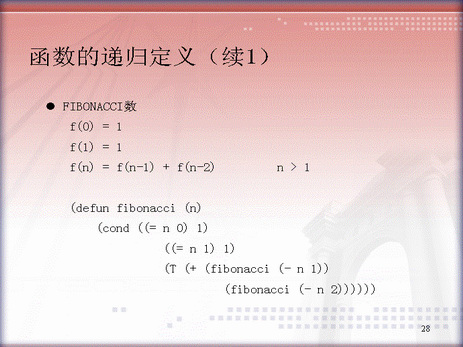 函数的递归定义（续1）
● FIBONACCI数
f(0) = 1
f(1) = 1
f(n) = f(n-1) + f(n-2) n > 1
(defun fibonacci (n)
(cond ((= n 0) 1)
((= n 1) 1)
(T (+ (fibonacci (- n 1))
(fibonacci (- n 2))))))
28